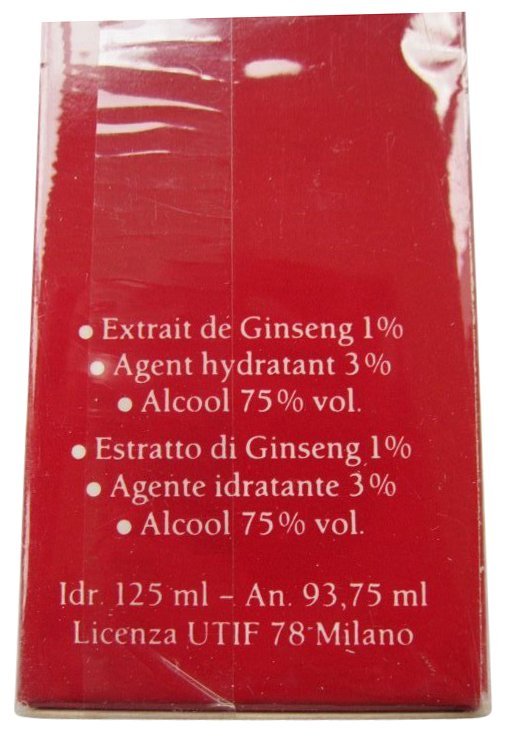 • Extrait de Ginseng 1%
• Agent hydratant 3%
• Alcool 75% vol.
• Estratto di Ginseng 1%
• Agente idratante 3%
• Alcool 75% vol.
Idr. 125 ml – An. 93,75 ml
Licenza UTIF 78 Milano